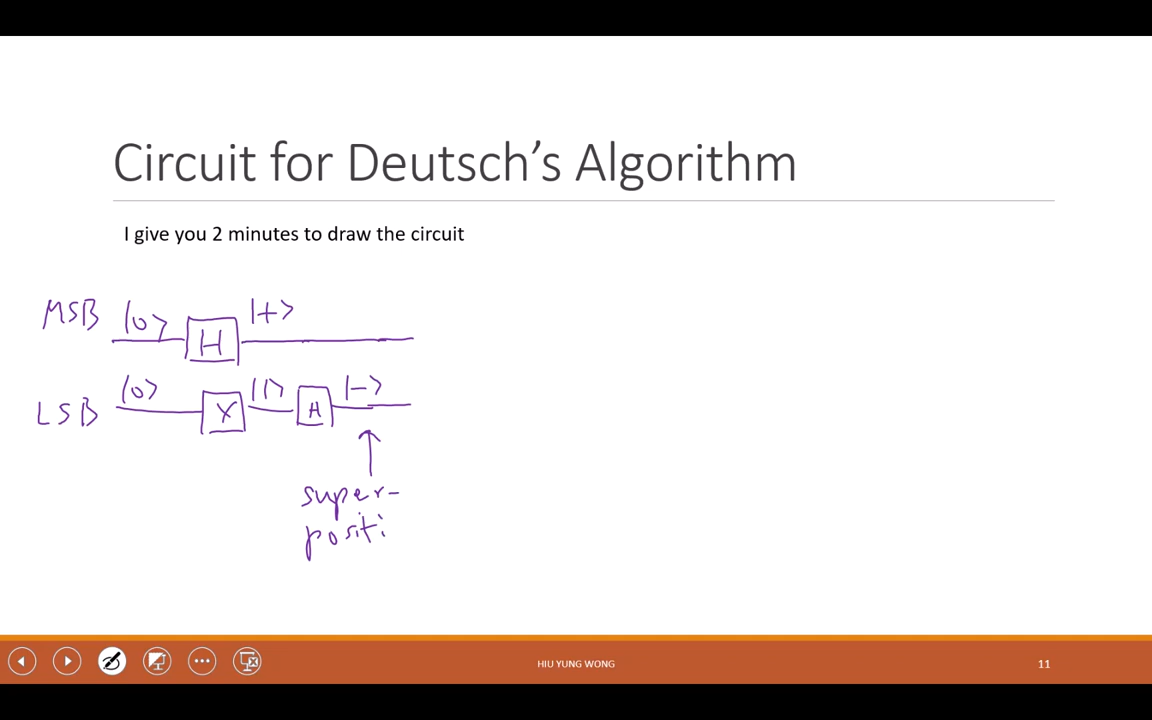 Circuit for Deutsch's Algorithm
I give you 2 minutes to draw the circuit
MSB |0⟩ H |+⟩
LSB |0⟩ X |1⟩ H |−⟩
super-
positi
HIU YUNG WONG 11